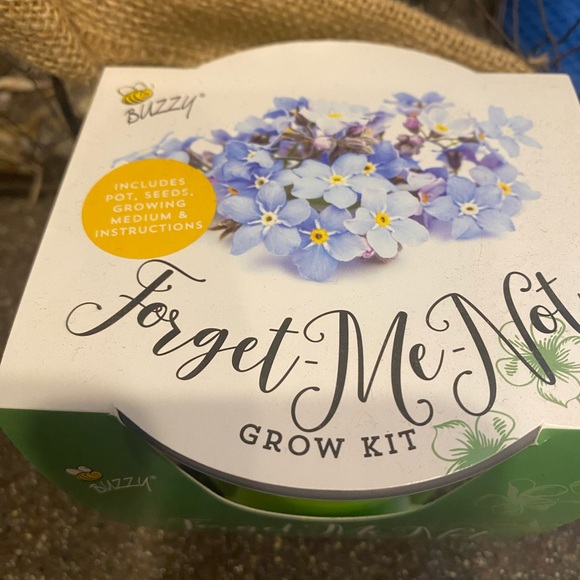 BUZZY®
INCLUDES
POT, SEEDS,
GROWING
MEDIUM &
INSTRUCTIONS
Forget-Me-Not
GROW KIT
BUZZY®